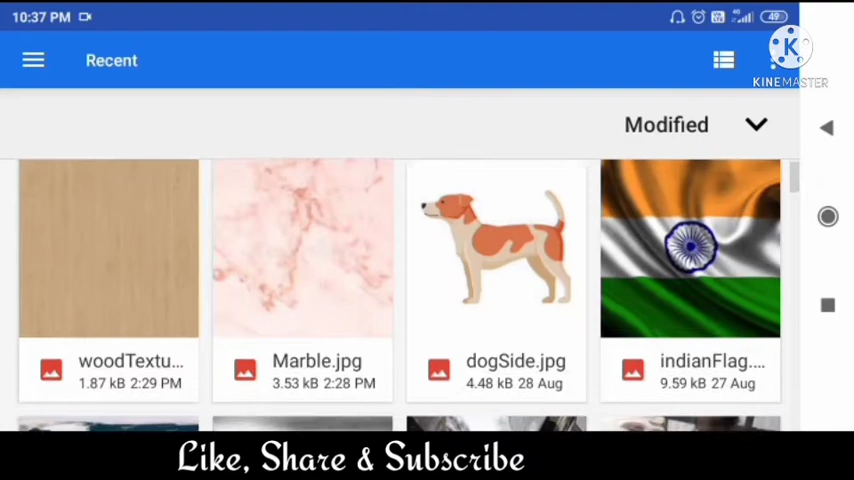 10:37 PM
49
Recent
K
KINEMASTER
Modified
woodTextu...
1.87 kB 2:29 PM
Marble.jpg
3.53 kB 2:28 PM
dogSide.jpg
4.48 kB 28 Aug
indianFlag....
9.59 kB 27 Aug
Like, Share & Subscribe